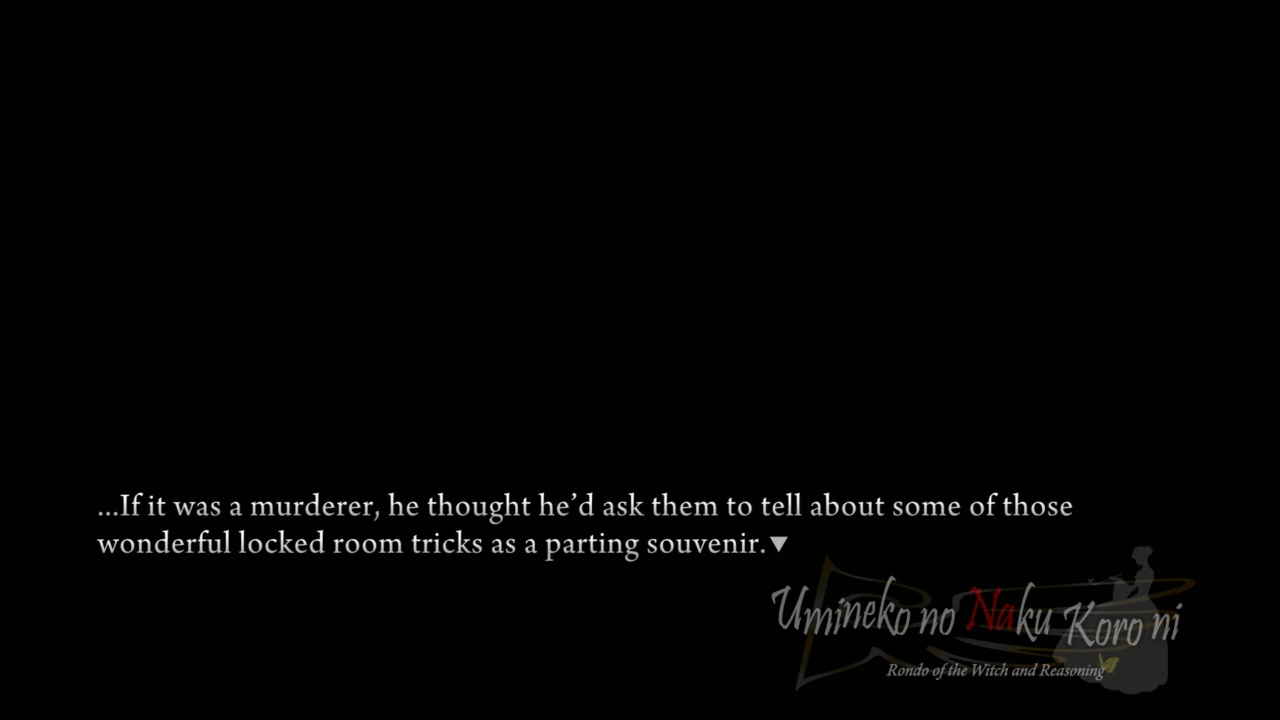 ...If it was a murderer, he thought he’d ask them to tell about some of those
wonderful locked room tricks as a parting souvenir.▼
Umineko no Naku Koro ni
Rondo of the Witch and Reasoning